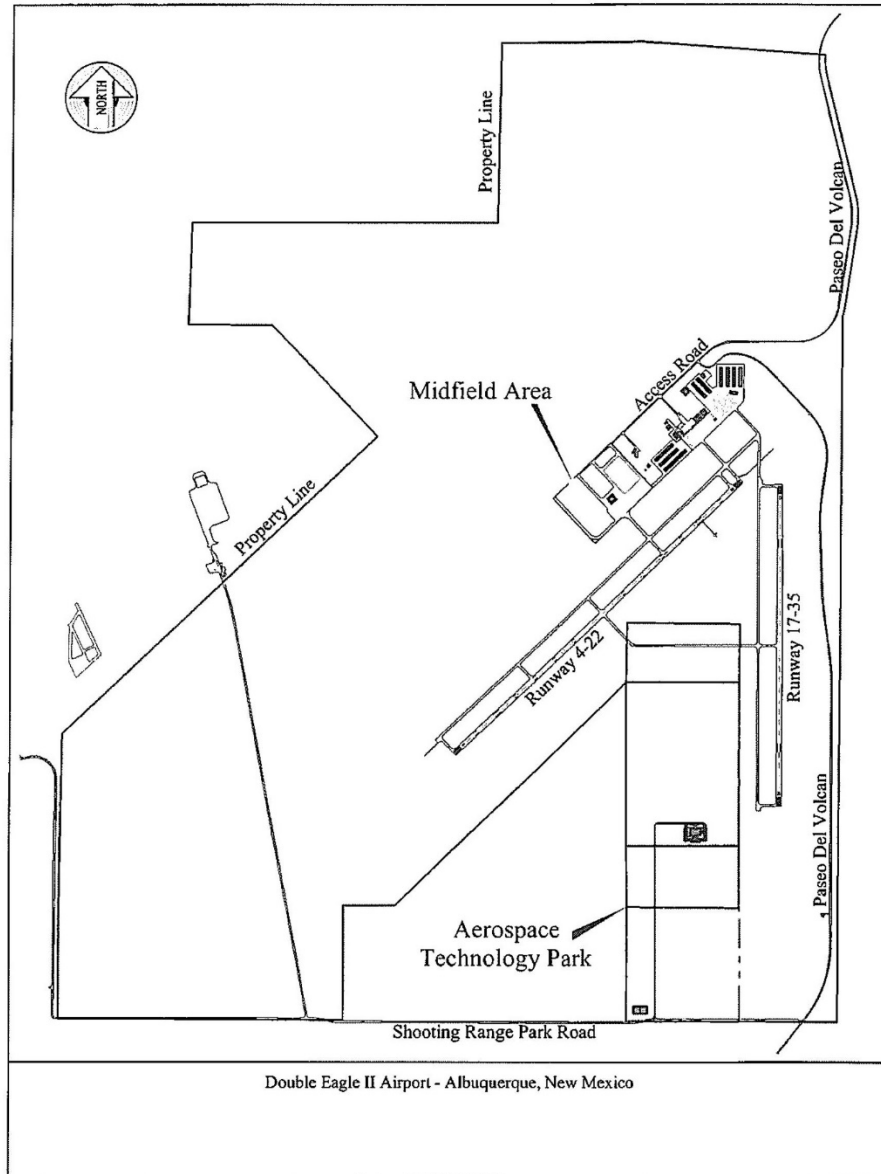 NORTH
Property Line
Paseo Del Volcan
Access Road
Midfield Area
Property Line
Runway 4-22
Runway 17-35
Paseo Del Volcan
Aerospace
Technology Park
Shooting Range Park Road
Double Eagle II Airport - Albuquerque, New Mexico